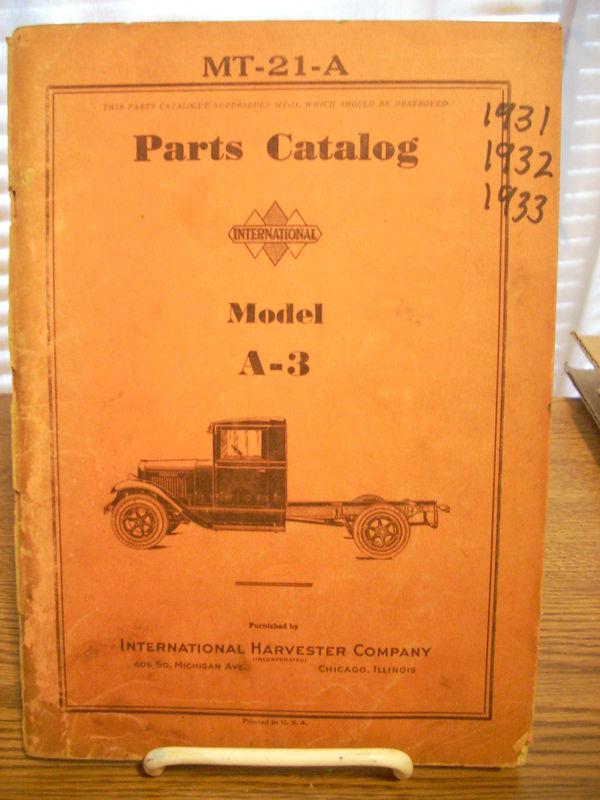 MT-21-A
THIS PARTS CATALOGUE SUPERSEDES MT-21, WHICH SHOULD BE DESTROYED
Parts Catalog
1931
1932
1933
INTERNATIONAL
Model
A-3
Furnished by
INTERNATIONAL HARVESTER COMPANY
(INCORPORATED)
606 SO. MICHIGAN AVE. CHICAGO, ILLINOIS
Printed in U. S. A.